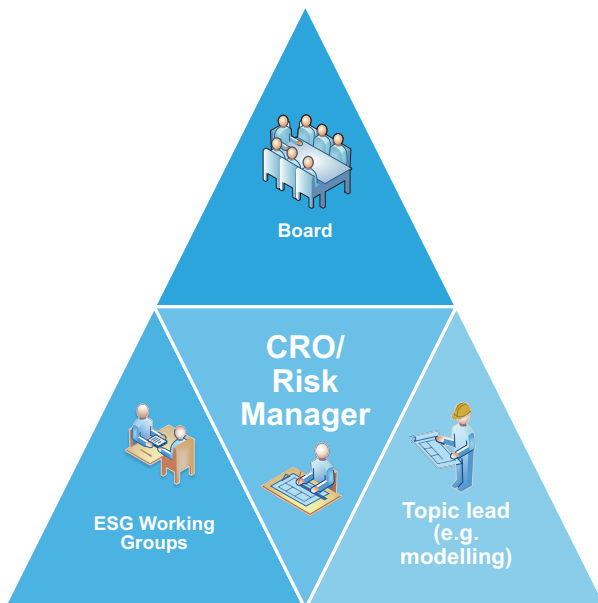 Board
CRO/
Risk
Manager
ESG Working
Groups
Topic lead
(e.g.
modelling)